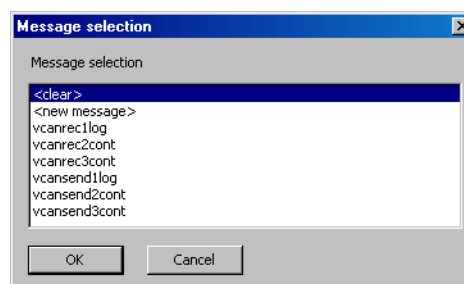 Message selection
Message selection
<clear>
<new message>
vcanrec1log
vcanrec2cont
vcanrec3cont
vcansend1log
vcansend2cont
vcansend3cont
OK
Cancel